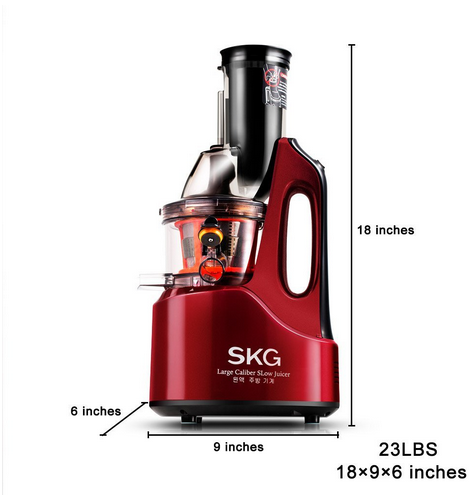 18 inches
SKG
Large Caliber SLow Juicer
원액 주방 기계
6 inches
9 inches
23LBS
18×9×6 inches